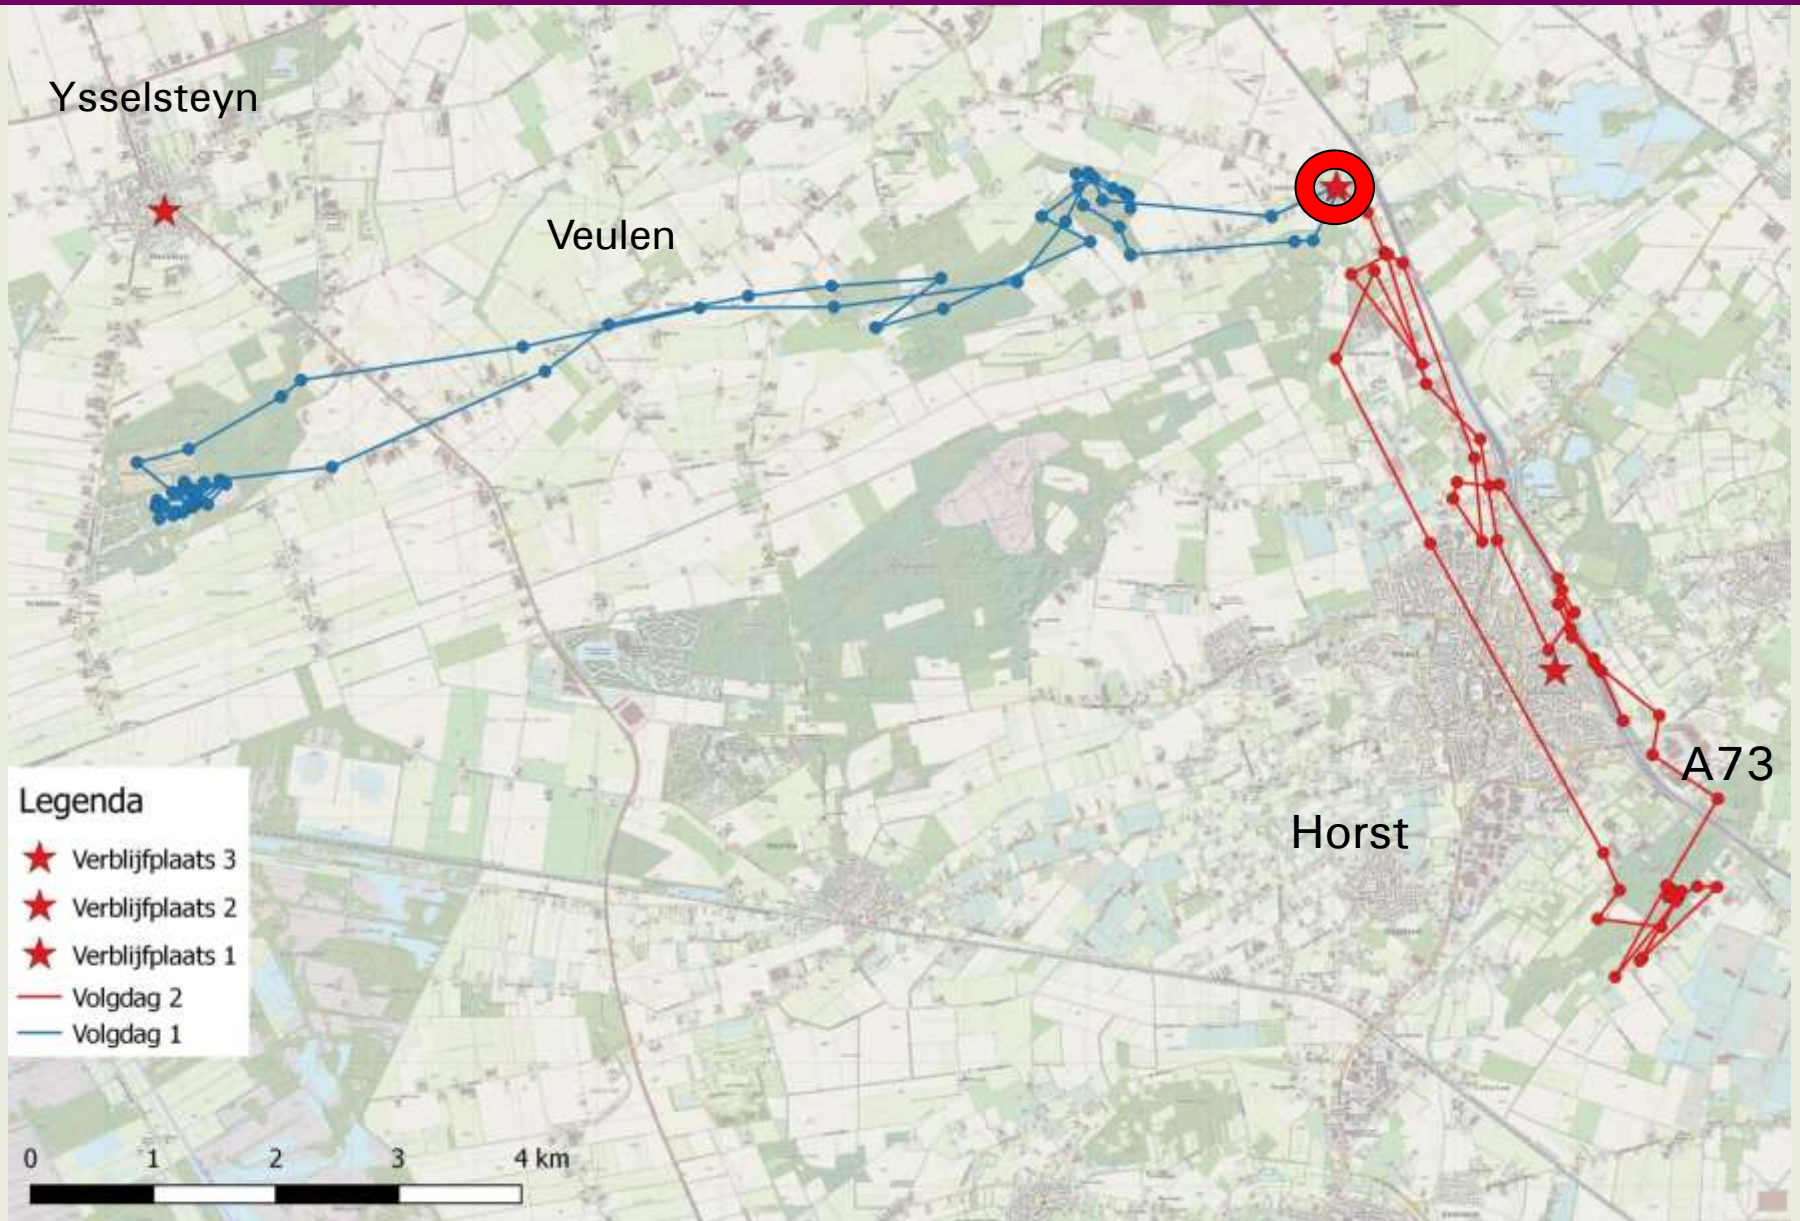 Ysselsteyn
Veulen
A73
Horst
Legenda
Verblijfplaats 3
Verblijfplaats 2
Verblijfplaats 1
Volgdag 2
Volgdag 1
0 1 2 3 4 km